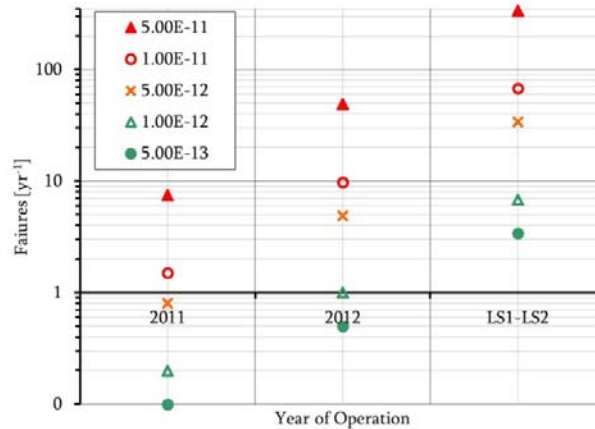 5.00E-11
1.00E-11
5.00E-12
1.00E-12
5.00E-13
100
10
1
0
Faiures [yr⁻¹]
2011 2012 LS1-LS2
Year of Operation